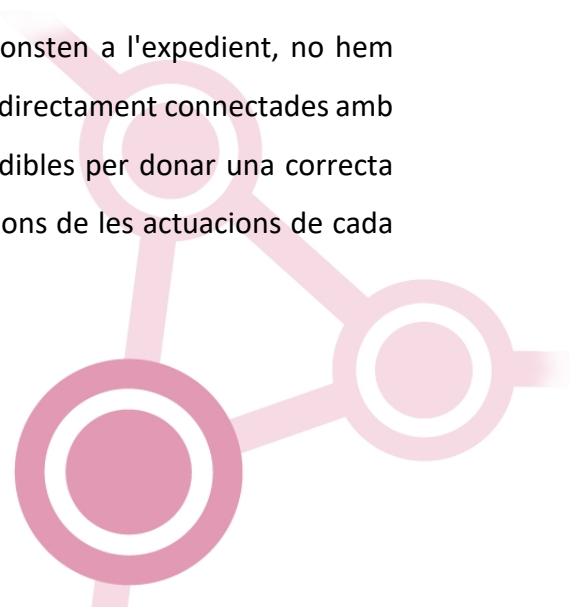 onsten a l'expedient, no hem
directament connectades amb
dibles per donar una correcta
ons de les actuacions de cada